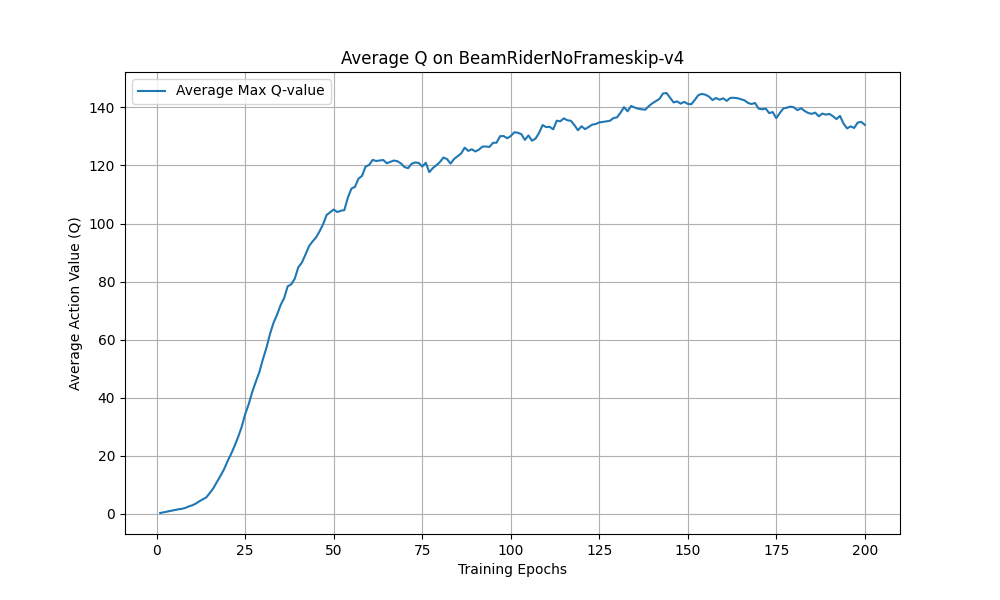 Average Q on BeamRiderNoFrameskip-v4
Average Max Q-value
Average Action Value (Q)
140
120
100
80
60
40
20
0
0 25 50 75 100 125 150 175 200
Training Epochs